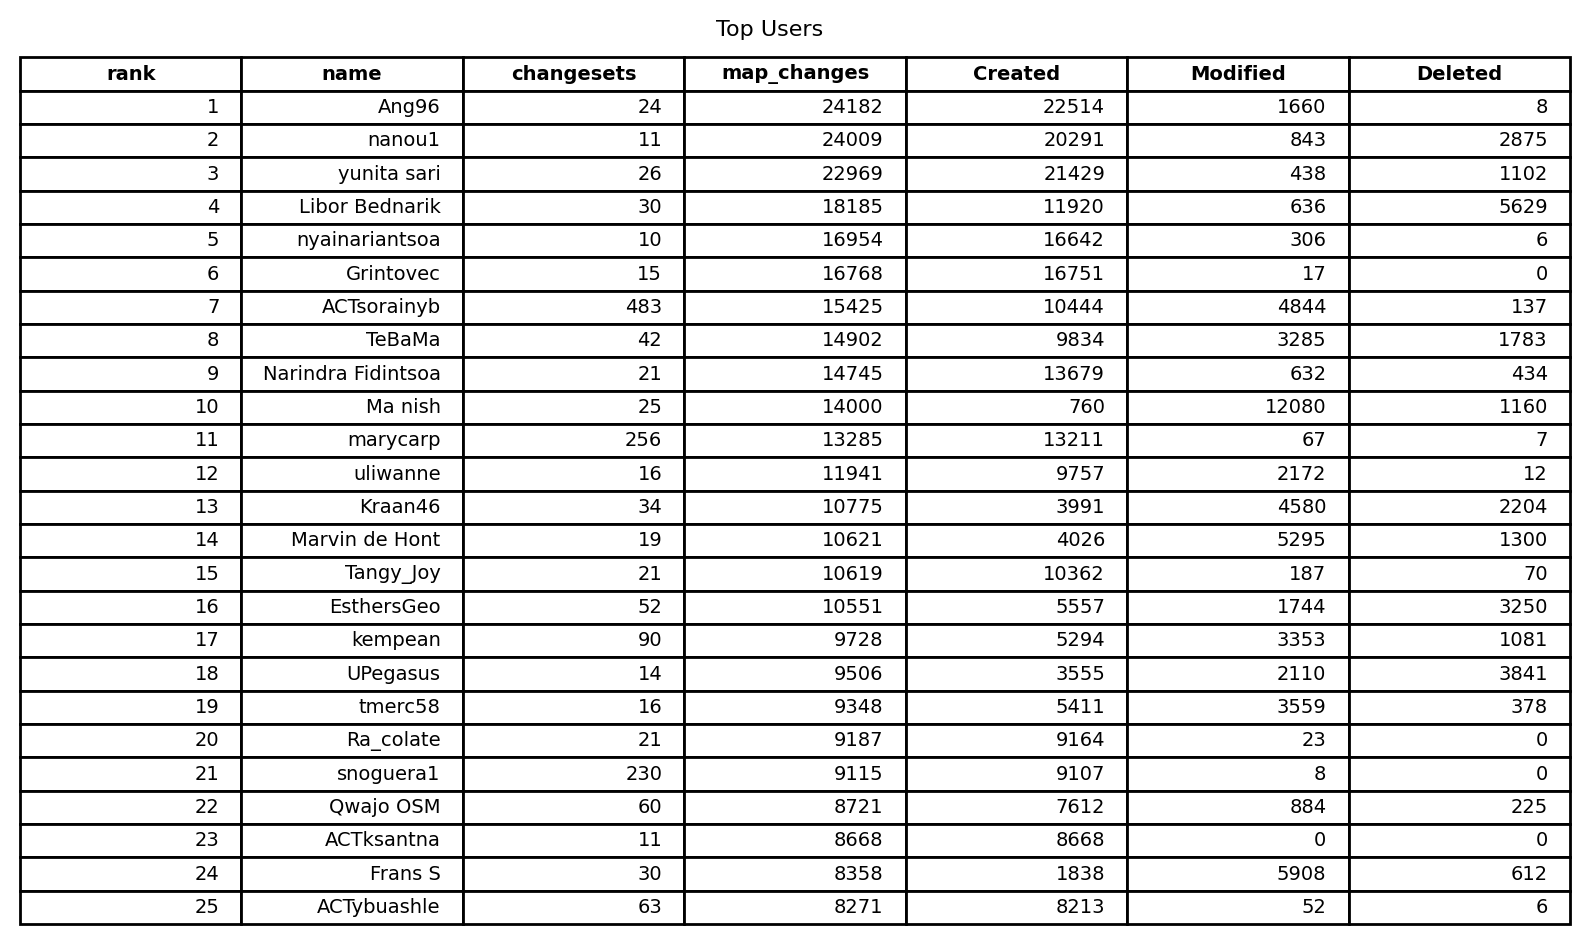 Top Users
rank name changesets map_changes Created Modified Deleted
1 Ang96 24 24182 22514 1660 8
2 nanou1 11 24009 20291 843 2875
3 yunita sari 26 22969 21429 438 1102
4 Libor Bednarik 30 18185 11920 636 5629
5 nyainariantsoa 10 16954 16642 306 6
6 Grintovec 15 16768 16751 17 0
7 ACTsorainyb 483 15425 10444 4844 137
8 TeBaMa 42 14902 9834 3285 1783
9 Narindra Fidintsoa 21 14745 13679 632 434
10 Ma nish 25 14000 760 12080 1160
11 marycarp 256 13285 13211 67 7
12 uliwanne 16 11941 9757 2172 12
13 Kraan46 34 10775 3991 4580 2204
14 Marvin de Hont 19 10621 4026 5295 1300
15 Tangy_Joy 21 10619 10362 187 70
16 EsthersGeo 52 10551 5557 1744 3250
17 kempean 90 9728 5294 3353 1081
18 UPegasus 14 9506 3555 2110 3841
19 tmerc58 16 9348 5411 3559 378
20 Ra_colate 21 9187 9164 23 0
21 snoguera1 230 9115 9107 8 0
22 Qwajo OSM 60 8721 7612 884 225
23 ACTksantna 11 8668 8668 0 0
24 Frans S 30 8358 1838 5908 612
25 ACTybuashle 63 8271 8213 52 6